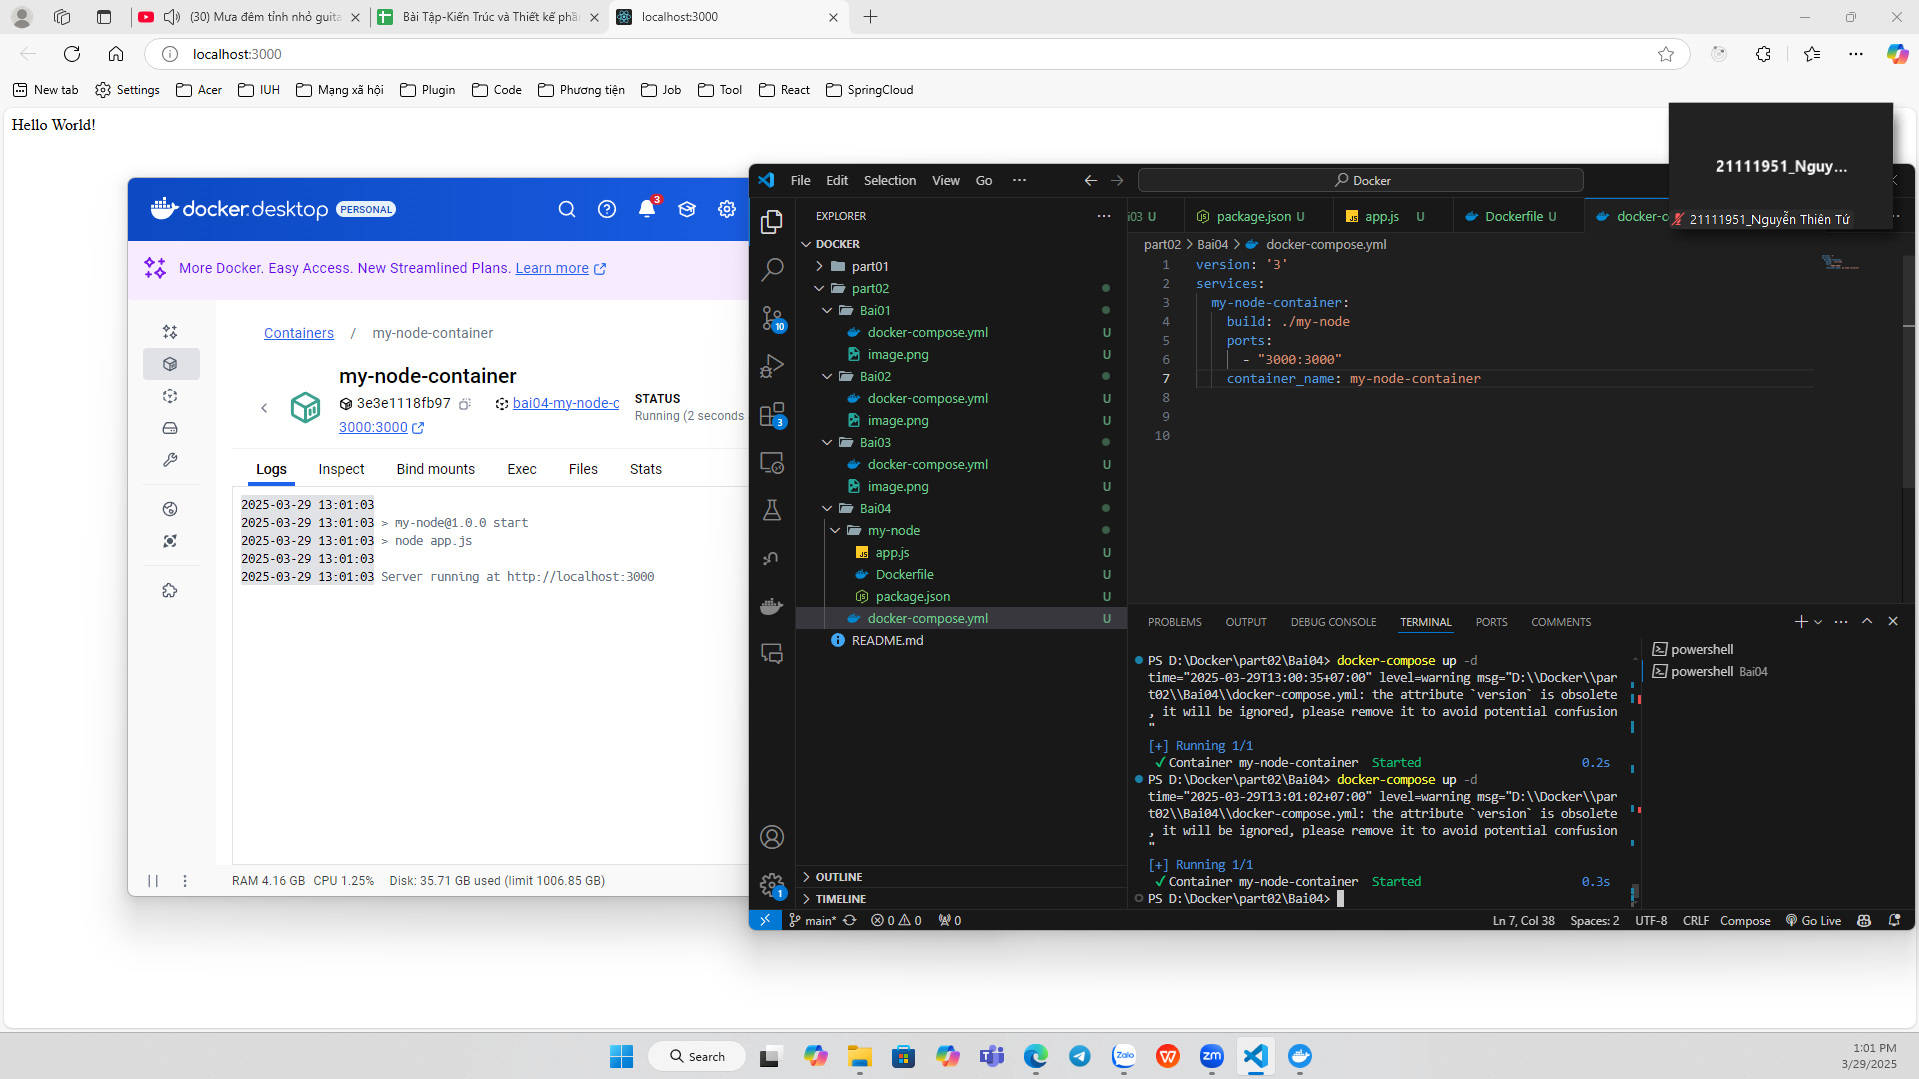 (30) Mưa đêm tỉnh nhỏ guita
Bài Tập-Kiến Trúc và Thiết kế phầ
localhost:3000
localhost:3000
New tab
Settings
Acer
IUH
Mạng xã hội
Plugin
Code
Phương tiện
Job
Tool
React
SpringCloud
Hello World!
21111951_Nguy...
21111951_Nguyễn Thiên Tứ
docker.desktop PERSONAL
3
More Docker. Easy Access. New Streamlined Plans. Learn more
Containers / my-node-container
my-node-container
3e3e1118fb97
bai04-my-node-c
3000:3000
STATUS
Running (2 seconds
Logs
Inspect
Bind mounts
Exec
Files
Stats
2025-03-29 13:01:03
2025-03-29 13:01:03 > my-node@1.0.0 start
2025-03-29 13:01:03 > node app.js
2025-03-29 13:01:03
2025-03-29 13:01:03 Server running at http://localhost:3000
RAM 4.16 GB CPU 1.25% Disk: 35.71 GB used (limit 1006.85 GB)
File Edit Selection View Go ···
Docker
10
3
1
EXPLORER
DOCKER
part01
part02
Bai01
docker-compose.yml U
image.png U
Bai02
docker-compose.yml U
image.png U
Bai03
docker-compose.yml U
image.png U
Bai04
my-node
app.js U
Dockerfile U
package.json U
docker-compose.yml U
README.md
OUTLINE
TIMELINE
i03 U
package.json U
app.js U
Dockerfile U
docker-c
part02 > Bai04 > docker-compose.yml
1 version: '3'
2 services:
3 my-node-container:
4 build: ./my-node
5 ports:
6 - "3000:3000"
7 container_name: my-node-container
8
9
10
PROBLEMS
OUTPUT
DEBUG CONSOLE
TERMINAL
PORTS
COMMENTS
PS D:\Docker\part02\Bai04> docker-compose up -d
time="2025-03-29T13:00:35+07:00" level=warning msg="D:\\Docker\\par
t02\\Bai04\\docker-compose.yml: the attribute `version` is obsolete
, it will be ignored, please remove it to avoid potential confusion
"
[+] Running 1/1
✔ Container my-node-container Started 0.2s
PS D:\Docker\part02\Bai04> docker-compose up -d
time="2025-03-29T13:01:02+07:00" level=warning msg="D:\\Docker\\par
t02\\Bai04\\docker-compose.yml: the attribute `version` is obsolete
, it will be ignored, please remove it to avoid potential confusion
"
[+] Running 1/1
✔ Container my-node-container Started 0.3s
PS D:\Docker\part02\Bai04>
powershell
powershell Bai04
main*
0 0
0
Ln 7, Col 38
Spaces: 2
UTF-8
CRLF
Compose
Go Live
Search
Zalo
zm
1:01 PM
3/29/2025